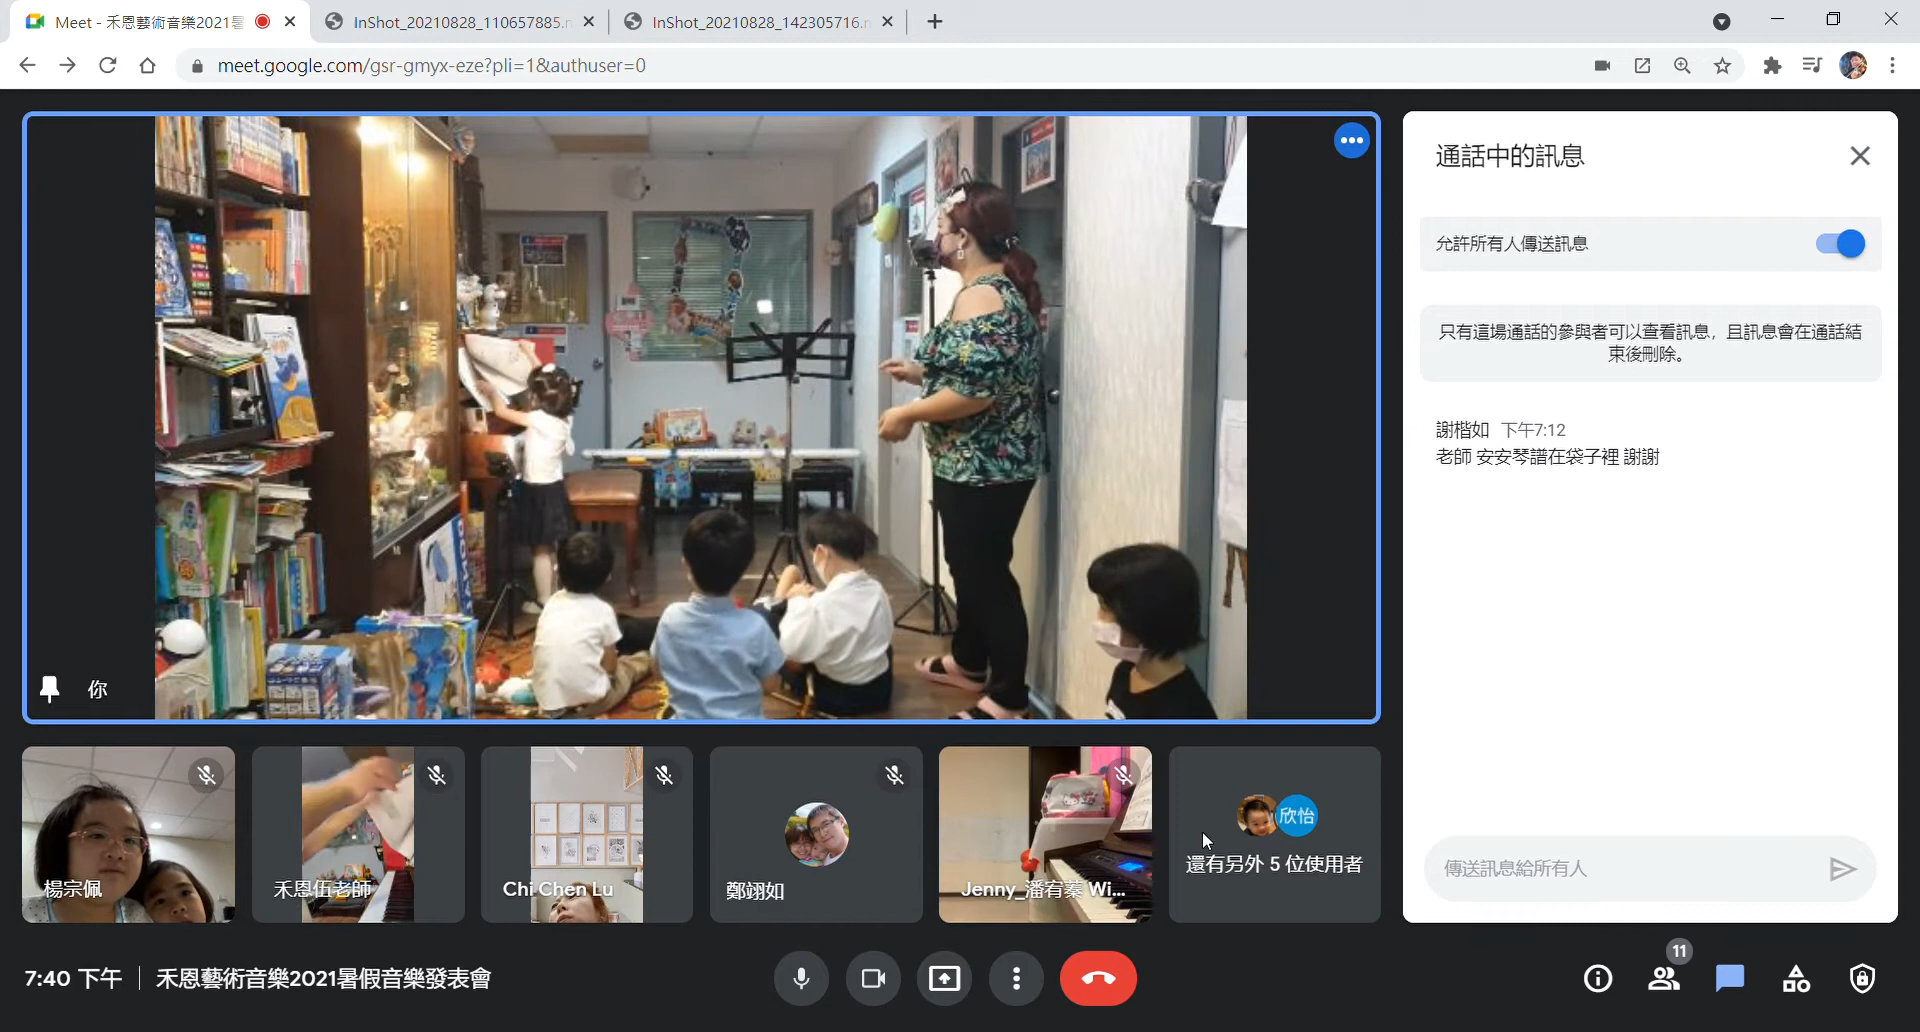 Meet - 禾恩藝術音樂2021暑
InShot_20210828_110657885.m
InShot_20210828_142305716.m
meet.google.com/gsr-gmyx-eze?pli=1&authuser=0
你
通話中的訊息
允許所有人傳送訊息
只有這場通話的參與者可以查看訊息，且訊息會在通話結
束後刪除。
謝楷如 下午7:12
老師 安安琴譜在袋子裡 謝謝
傳送訊息給所有人
楊宗佩
禾恩伍老師
Chi Chen Lu
鄭翊如
Jenny_潘宥蓁 Wi...
欣怡
還有另外 5 位使用者
7:40 下午
禾恩藝術音樂2021暑假音樂發表會
11